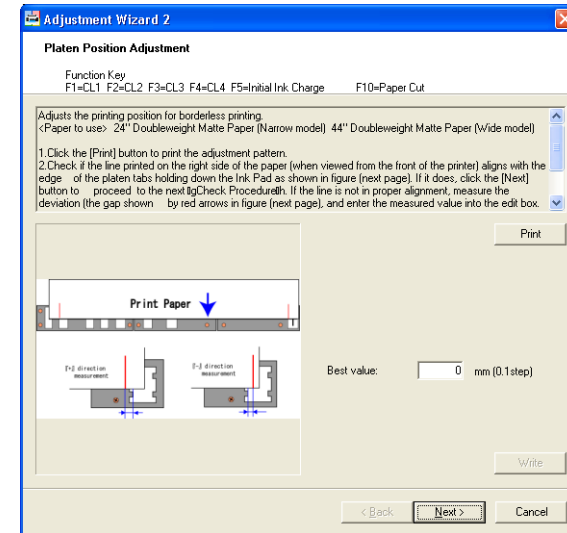 Adjustment Wizard 2
Platen Position Adjustment
Function Key
F1=CL1 F2=CL2 F3=CL3 F4=CL4 F5=Initial Ink Charge F10=Paper Cut
Adjusts the printing position for borderless printing.
<Paper to use> 24'' Doubleweight Matte Paper (Narrow model) 44'' Doubleweight Matte Paper (Wide model)
1.Click the [Print] button to print the adjustment pattern.
2.Check if the line printed on the right side of the paper (when viewed from the front of the printer) aligns with the
edge of the platen tabs holding down the Ink Pad as shown in figure (next page). If it does, click the [Next]
button to proceed to the next gCheck Procedureh. If the line is not in proper alignment, measure the
deviation (the gap shown by red arrows in figure (next page), and enter the measured value into the edit box.
Print
Print Paper
[+] direction
measurement
[-] direction
measurement
Best value: 0 mm (0.1step)
Write
< Back Next > Cancel